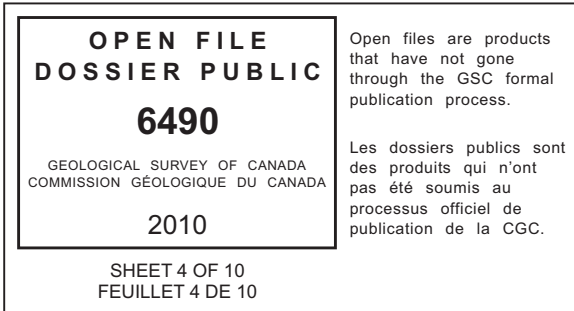 OPEN FILE
DOSSIER PUBLIC
6490
GEOLOGICAL SURVEY OF CANADA
COMMISSION GÉOLOGIQUE DU CANADA
2010
SHEET 4 OF 10
FEUILLET 4 DE 10
Open files are products
that have not gone
through the GSC formal
publication process.
Les dossiers publics sont
des produits qui n'ont
pas été soumis au
processus officiel de
publication de la CGC.